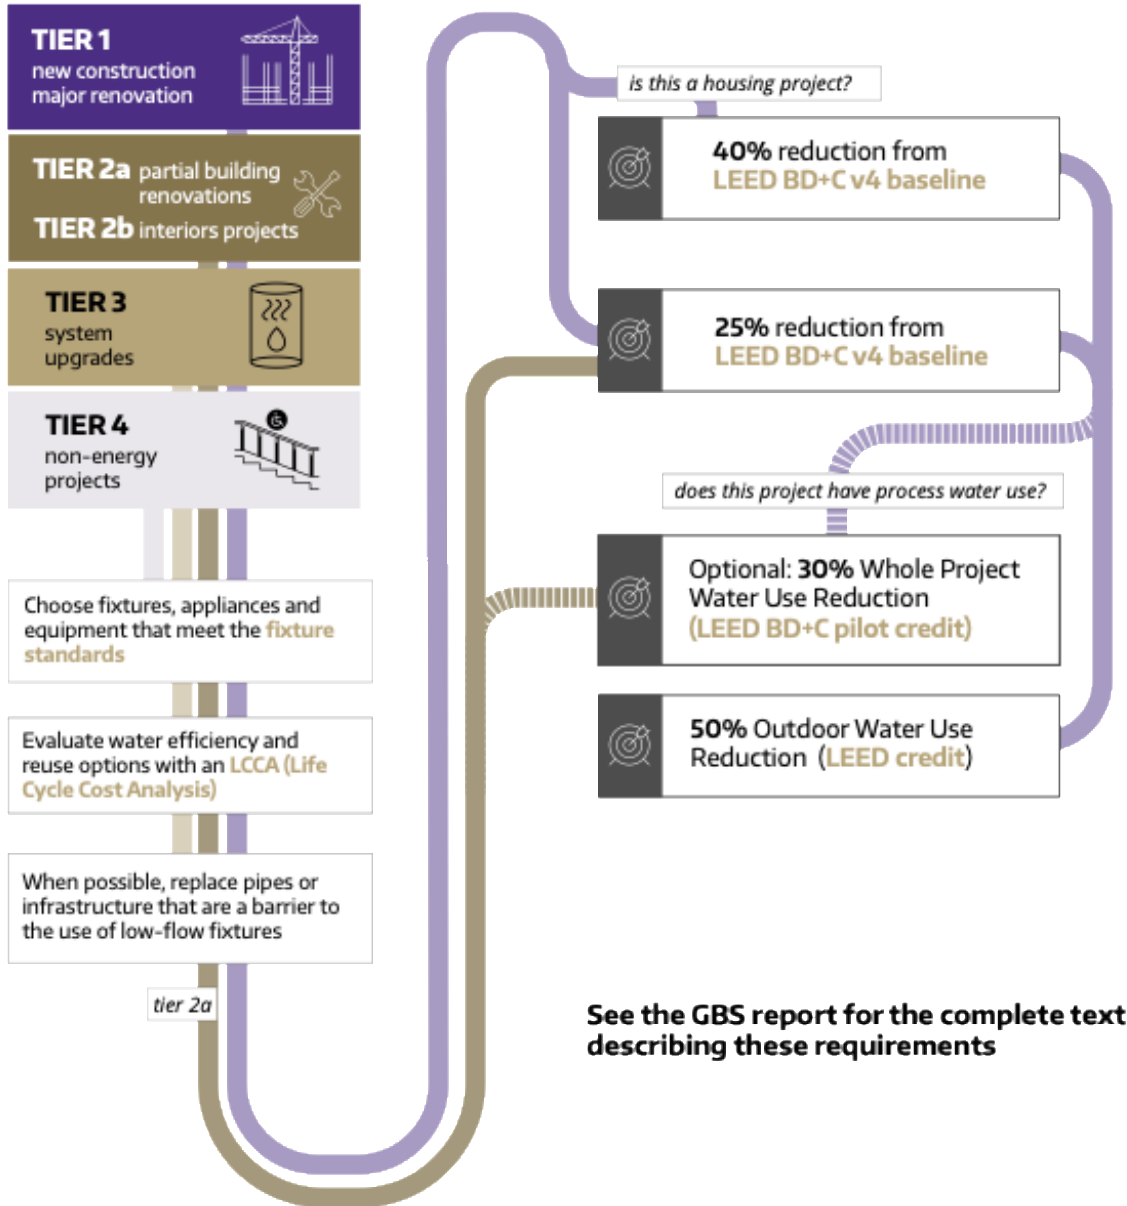 TIER 1
new construction
major renovation
TIER 2a partial building
renovations
TIER 2b interiors projects
TIER 3
system
upgrades
TIER 4
non-energy
projects
Choose fixtures, appliances and
equipment that meet the fixture
standards
Evaluate water efficiency and
reuse options with an LCCA (Life
Cycle Cost Analysis)
When possible, replace pipes or
infrastructure that are a barrier to
the use of low-flow fixtures
tier 2a
is this a housing project?
40% reduction from
LEED BD+C v4 baseline
25% reduction from
LEED BD+C v4 baseline
does this project have process water use?
Optional: 30% Whole Project
Water Use Reduction
(LEED BD+C pilot credit)
50% Outdoor Water Use
Reduction (LEED credit)
See the GBS report for the complete text
describing these requirements